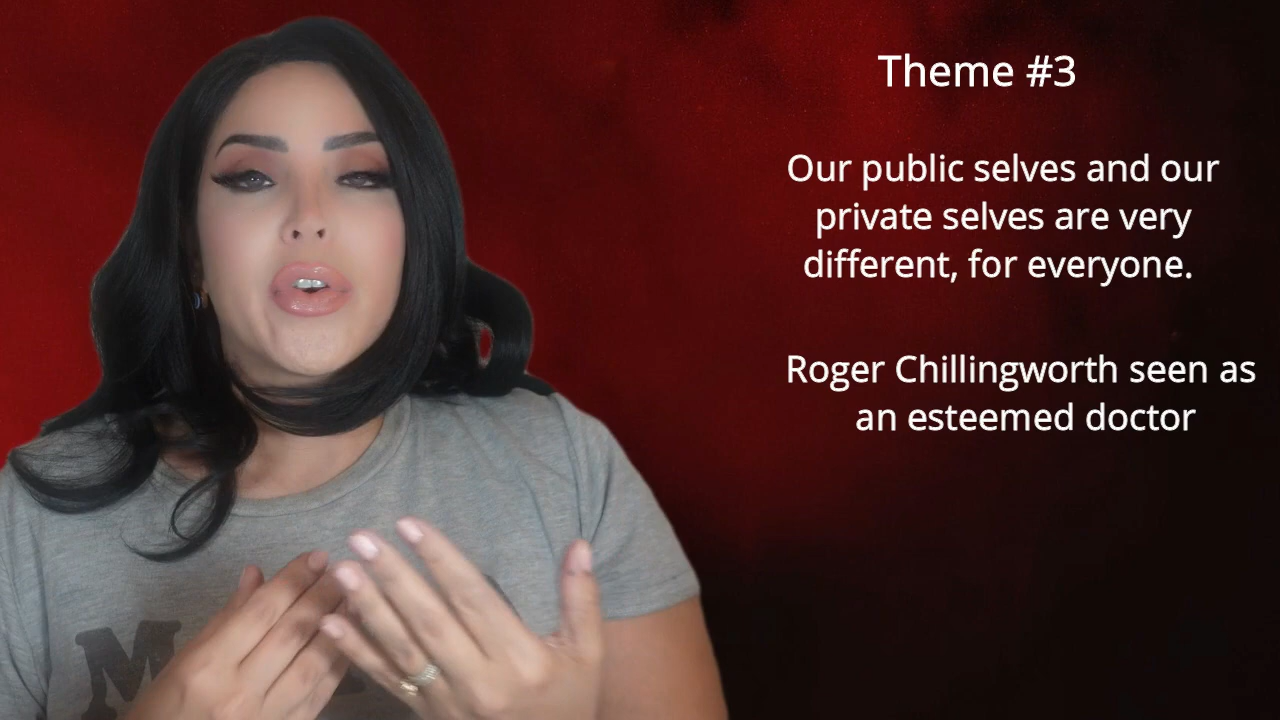 Theme #3
Our public selves and our
private selves are very
different, for everyone.
Roger Chillingworth seen as
an esteemed doctor
M